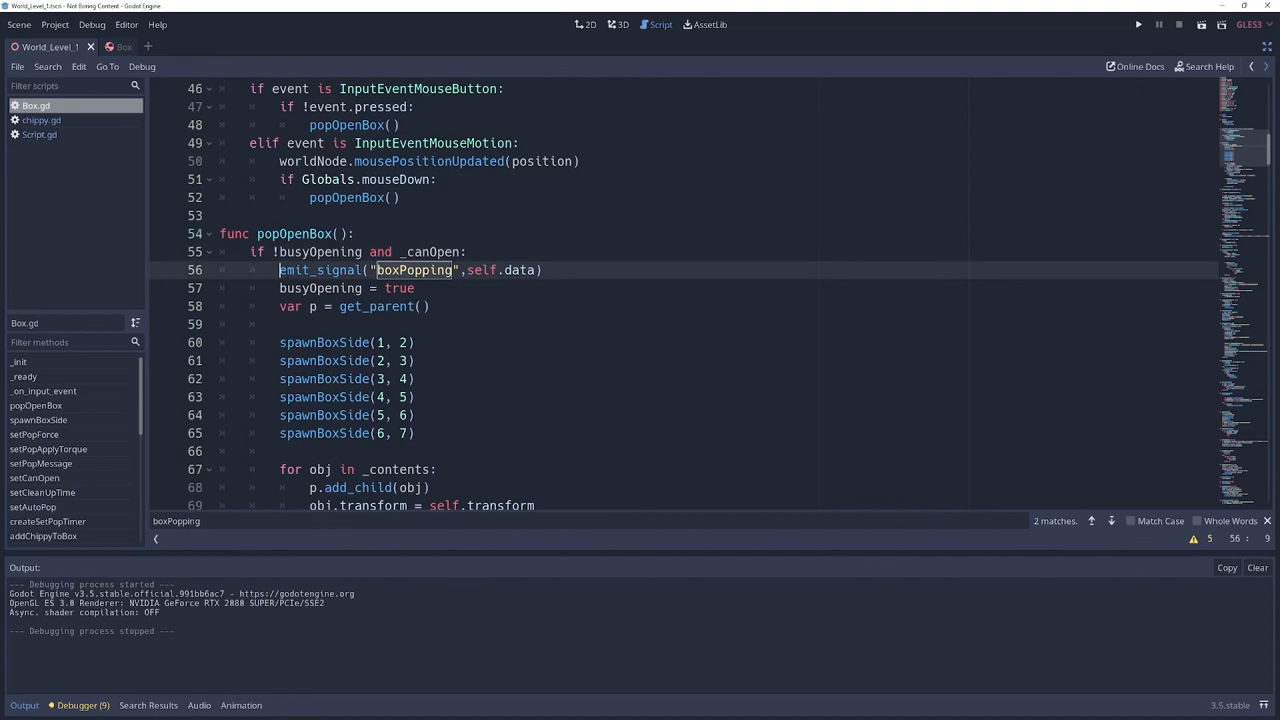 World_Level_1.tscn - Not Boring Content - Godot Engine
Scene Project Debug Editor Help
2D 3D Script AssetLib
GLES3
World_Level_1 Box
File Search Edit Go To Debug
Online Docs Search Help
Filter scripts
Box.gd
chippy.gd
Script.gd
Box.gd
Filter methods
_init
_ready
_on_input_event
popOpenBox
spawnBoxSide
setPopForce
setPopApplyTorque
setPopMessage
setCanOpen
setCleanUpTime
setAutoPop
createSetPopTimer
addChippyToBox
46 if event is InputEventMouseButton:
47 if !event.pressed:
48 popOpenBox()
49 elif event is InputEventMouseMotion:
50 worldNode.mousePositionUpdated(position)
51 if Globals.mouseDown:
52 popOpenBox()
53
54 func popOpenBox():
55 if !busyOpening and _canOpen:
56 emit_signal("boxPopping",self.data)
57 busyOpening = true
58 var p = get_parent()
59
60 spawnBoxSide(1, 2)
61 spawnBoxSide(2, 3)
62 spawnBoxSide(3, 4)
63 spawnBoxSide(4, 5)
64 spawnBoxSide(5, 6)
65 spawnBoxSide(6, 7)
66
67 for obj in _contents:
68 p.add_child(obj)
69 obj.transform = self.transform
boxPopping
2 matches. Match Case Whole Words
5 56 : 9
Output:
Copy Clear
--- Debugging process started ---
Godot Engine v3.5.stable.official.991bb6ac7 - https://godotengine.org
OpenGL ES 3.0 Renderer: NVIDIA GeForce RTX 2080 SUPER/PCIe/SSE2
Async. shader compilation: OFF
--- Debugging process stopped ---
Output Debugger (9) Search Results Audio Animation
3.5.stable